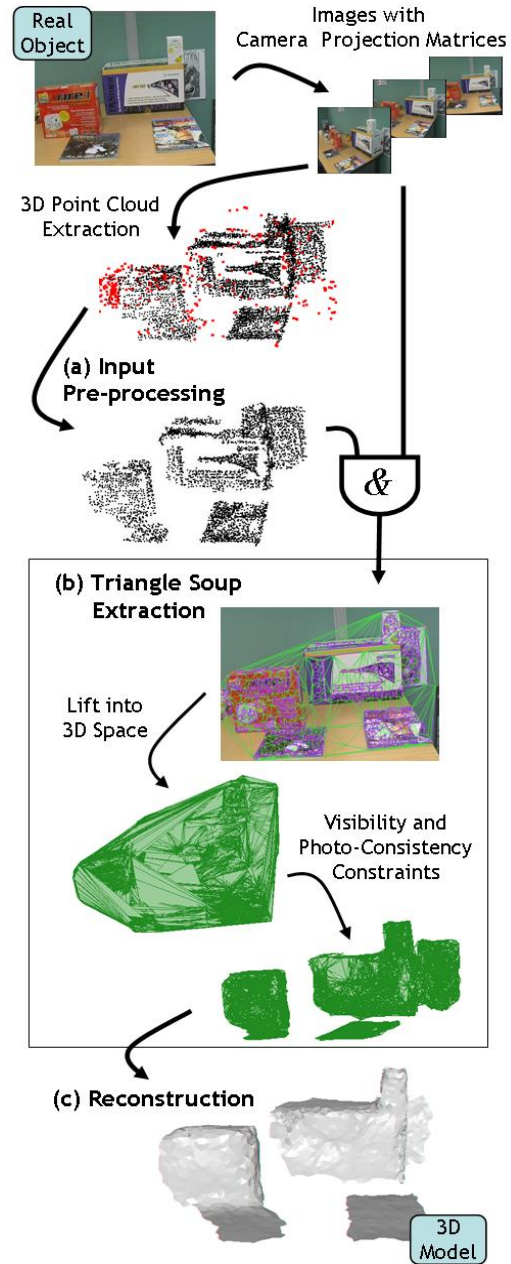 Real
Object
Images with
Camera Projection Matrices
3D Point Cloud
Extraction
(a) Input
Pre-processing
&
(b) Triangle Soup
Extraction
Lift into
3D Space
Visibility and
Photo-Consistency
Constraints
(c) Reconstruction
3D
Model